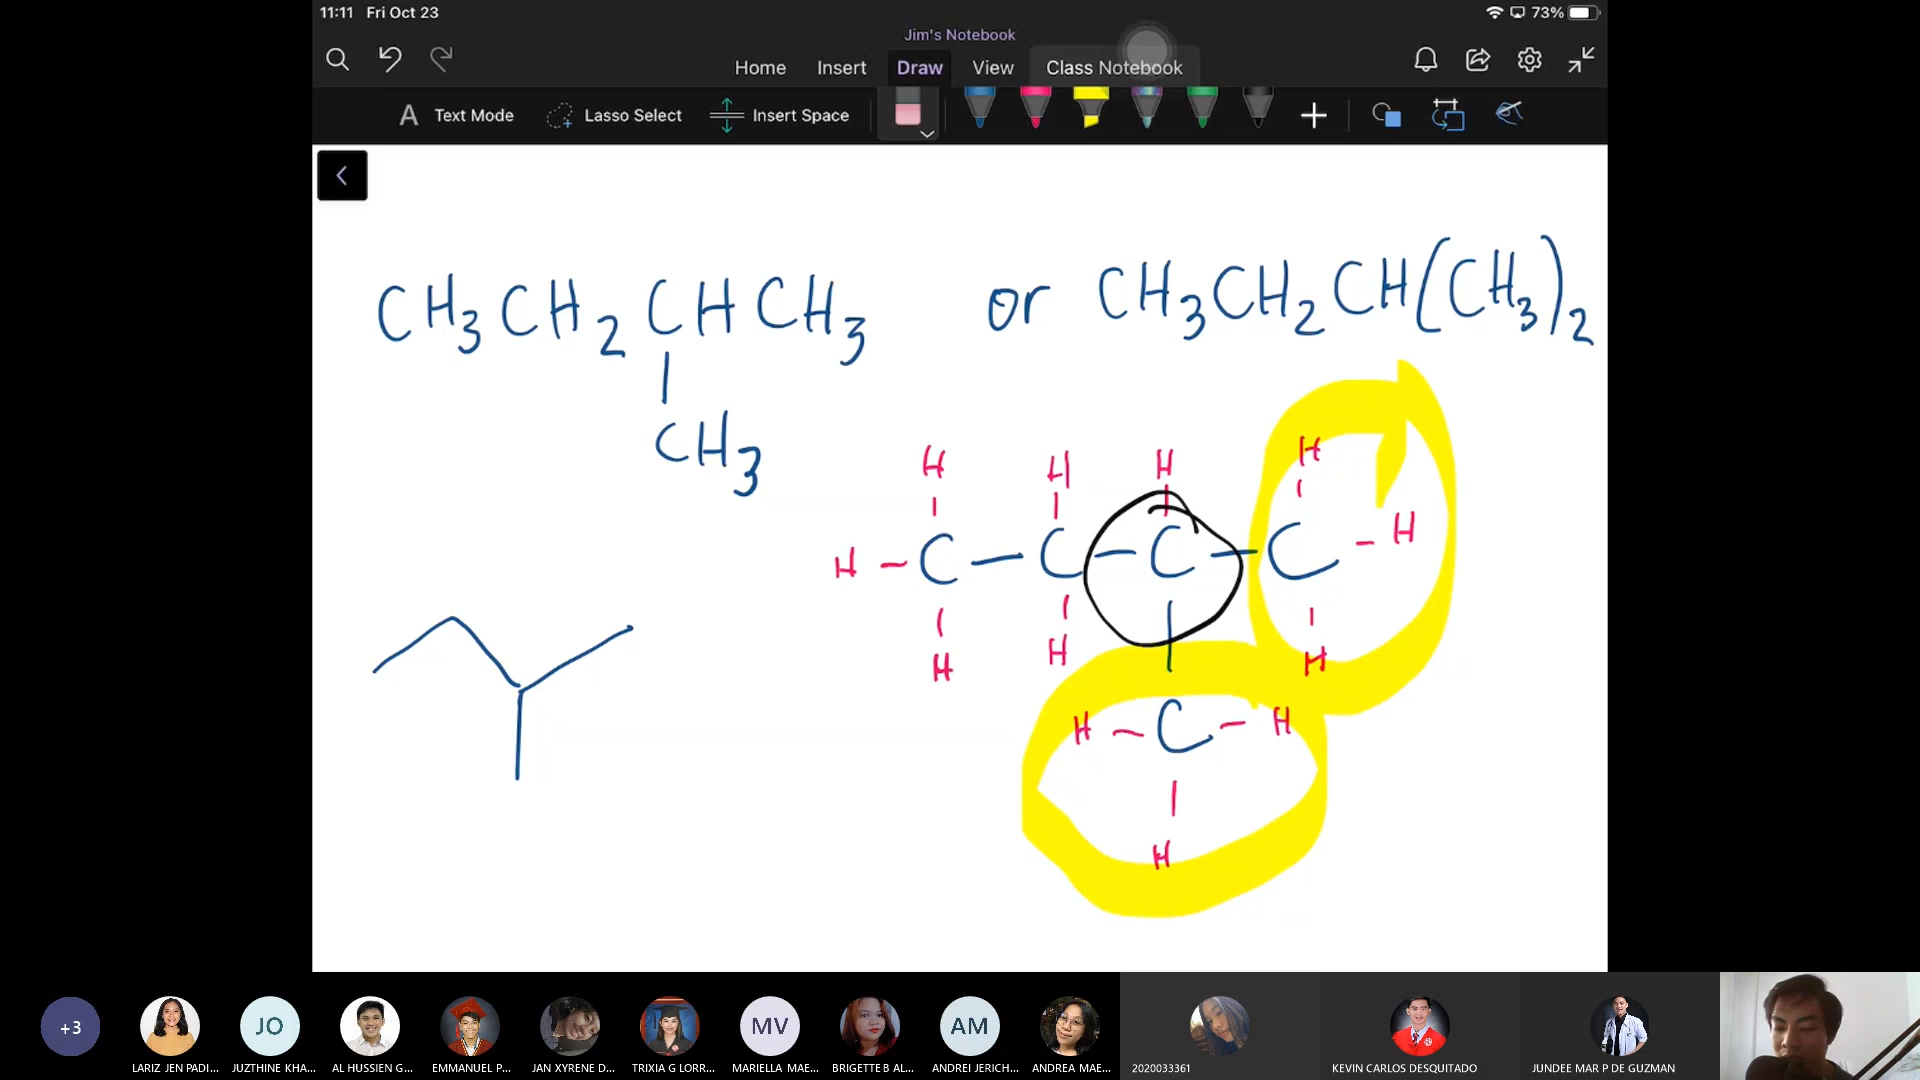 11:11 Fri Oct 23 73%
Jim's Notebook
Home Insert Draw View Class Notebook
A Text Mode Lasso Select Insert Space
CH3CH2CHCH3 or CH3CH2CH(CH3)2
CH3
H H H H
H - C - C - C - C - H
H H H
H - C - H
H
+3 JO MV AM
LARIZ JEN PADI... JUZTHINE KHA... AL HUSSIEN G... EMMANUEL P... JAN XYRENE D... TRIXIA G LORR... MARIELLA MAE... BRIGETTE B AL... ANDREI JERICH... ANDREA MAE... 2020033361 KEVIN CARLOS DESQUITADO JUNDEE MAR P DE GUZMAN